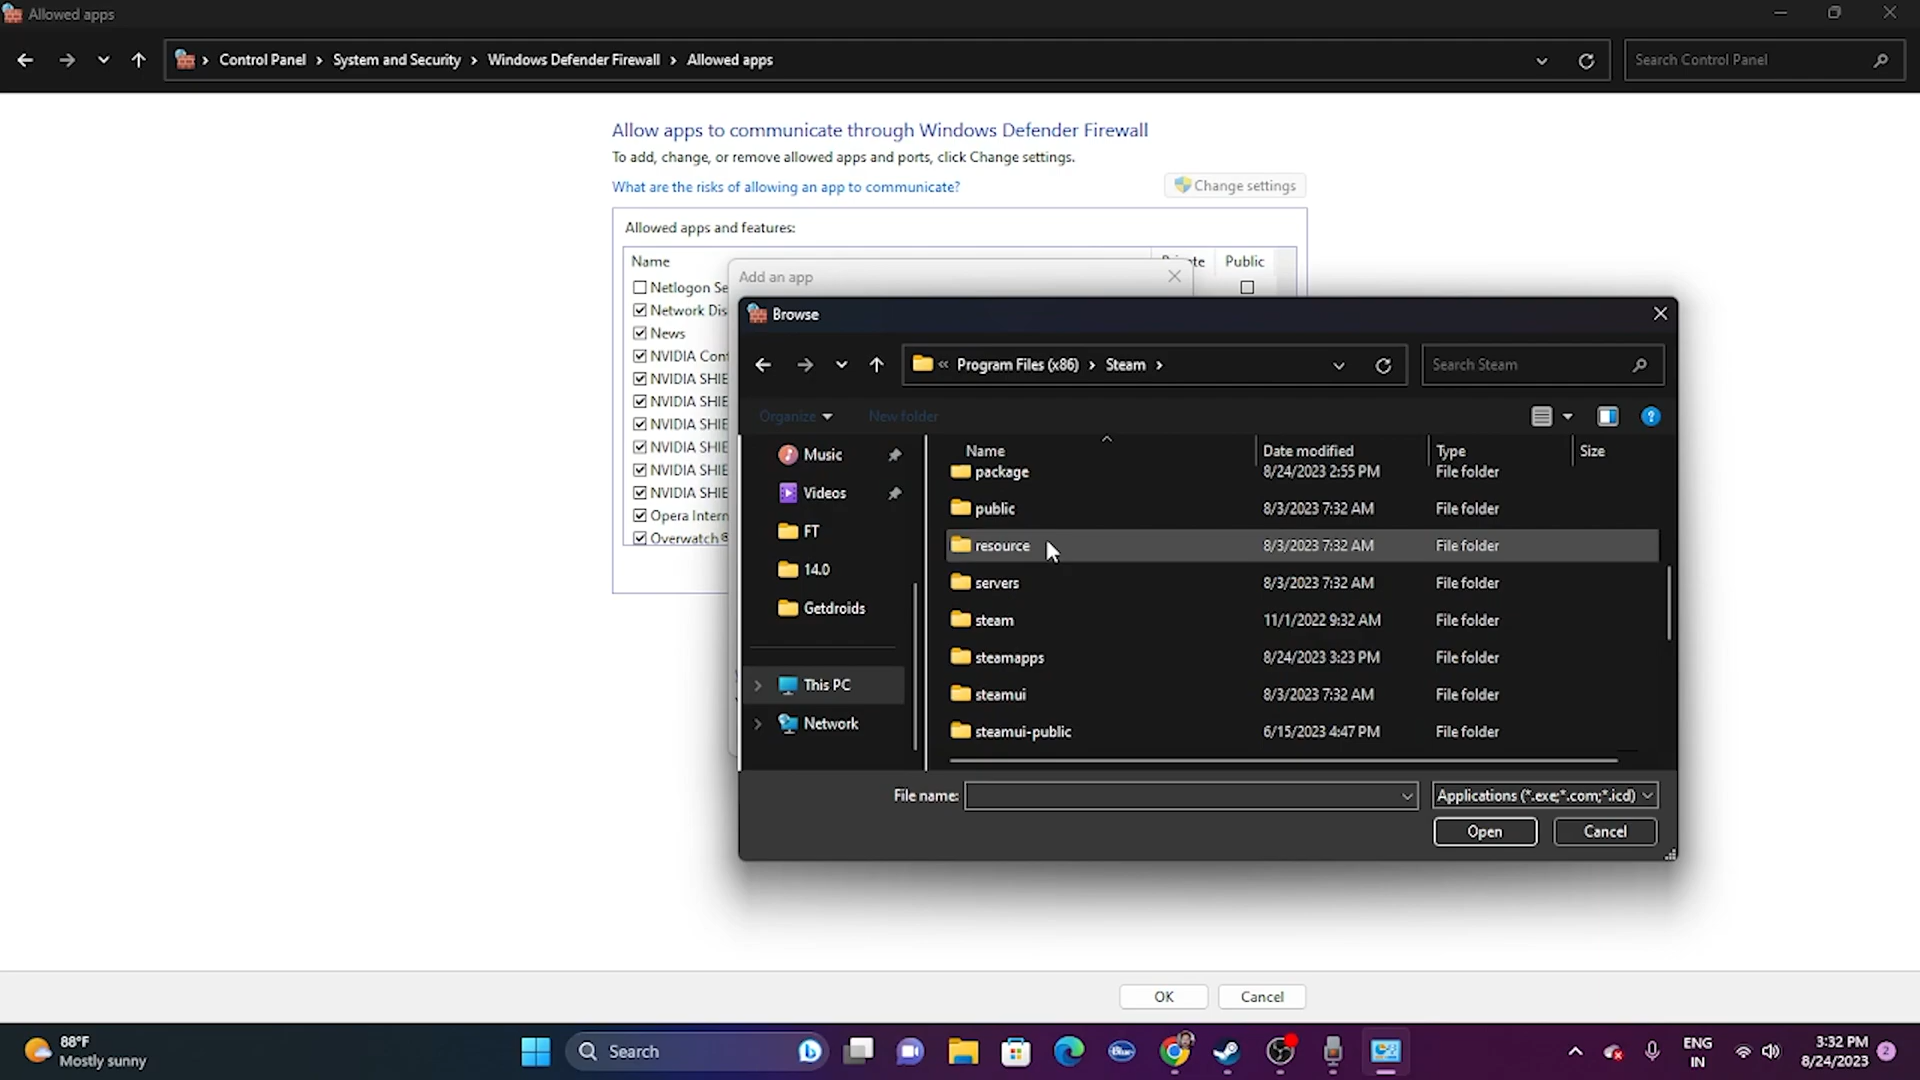 Allowed apps
Control Panel > System and Security > Windows Defender Firewall > Allowed apps
Search Control Panel
Allow apps to communicate through Windows Defender Firewall
To add, change, or remove allowed apps and ports, click Change settings.
What are the risks of allowing an app to communicate?
Change settings
Allowed apps and features:
Name Public
Netlogon Se
Network Dis
News
NVIDIA Con
NVIDIA SHIE
NVIDIA SHIE
NVIDIA SHIE
NVIDIA SHIE
NVIDIA SHIE
NVIDIA SHIE
Opera Intern
Overwatch®
Add an app
Browse
« Program Files (x86) > Steam >
Search Steam
Organize New folder
Music
Videos
FT
14.0
Getdroids
This PC
Network
Name Date modified Type Size
package 8/24/2023 2:55 PM File folder
public 8/3/2023 7:32 AM File folder
resource 8/3/2023 7:32 AM File folder
servers 8/3/2023 7:32 AM File folder
steam 11/1/2022 9:32 AM File folder
steamapps 8/24/2023 3:23 PM File folder
steamui 8/3/2023 7:32 AM File folder
steamui-public 6/15/2023 4:47 PM File folder
File name: Applications (*.exe;*.com;*.icd)
Open Cancel
OK Cancel
88°F
Mostly sunny
Search
Blue
ENG
IN
3:32 PM
8/24/2023
2